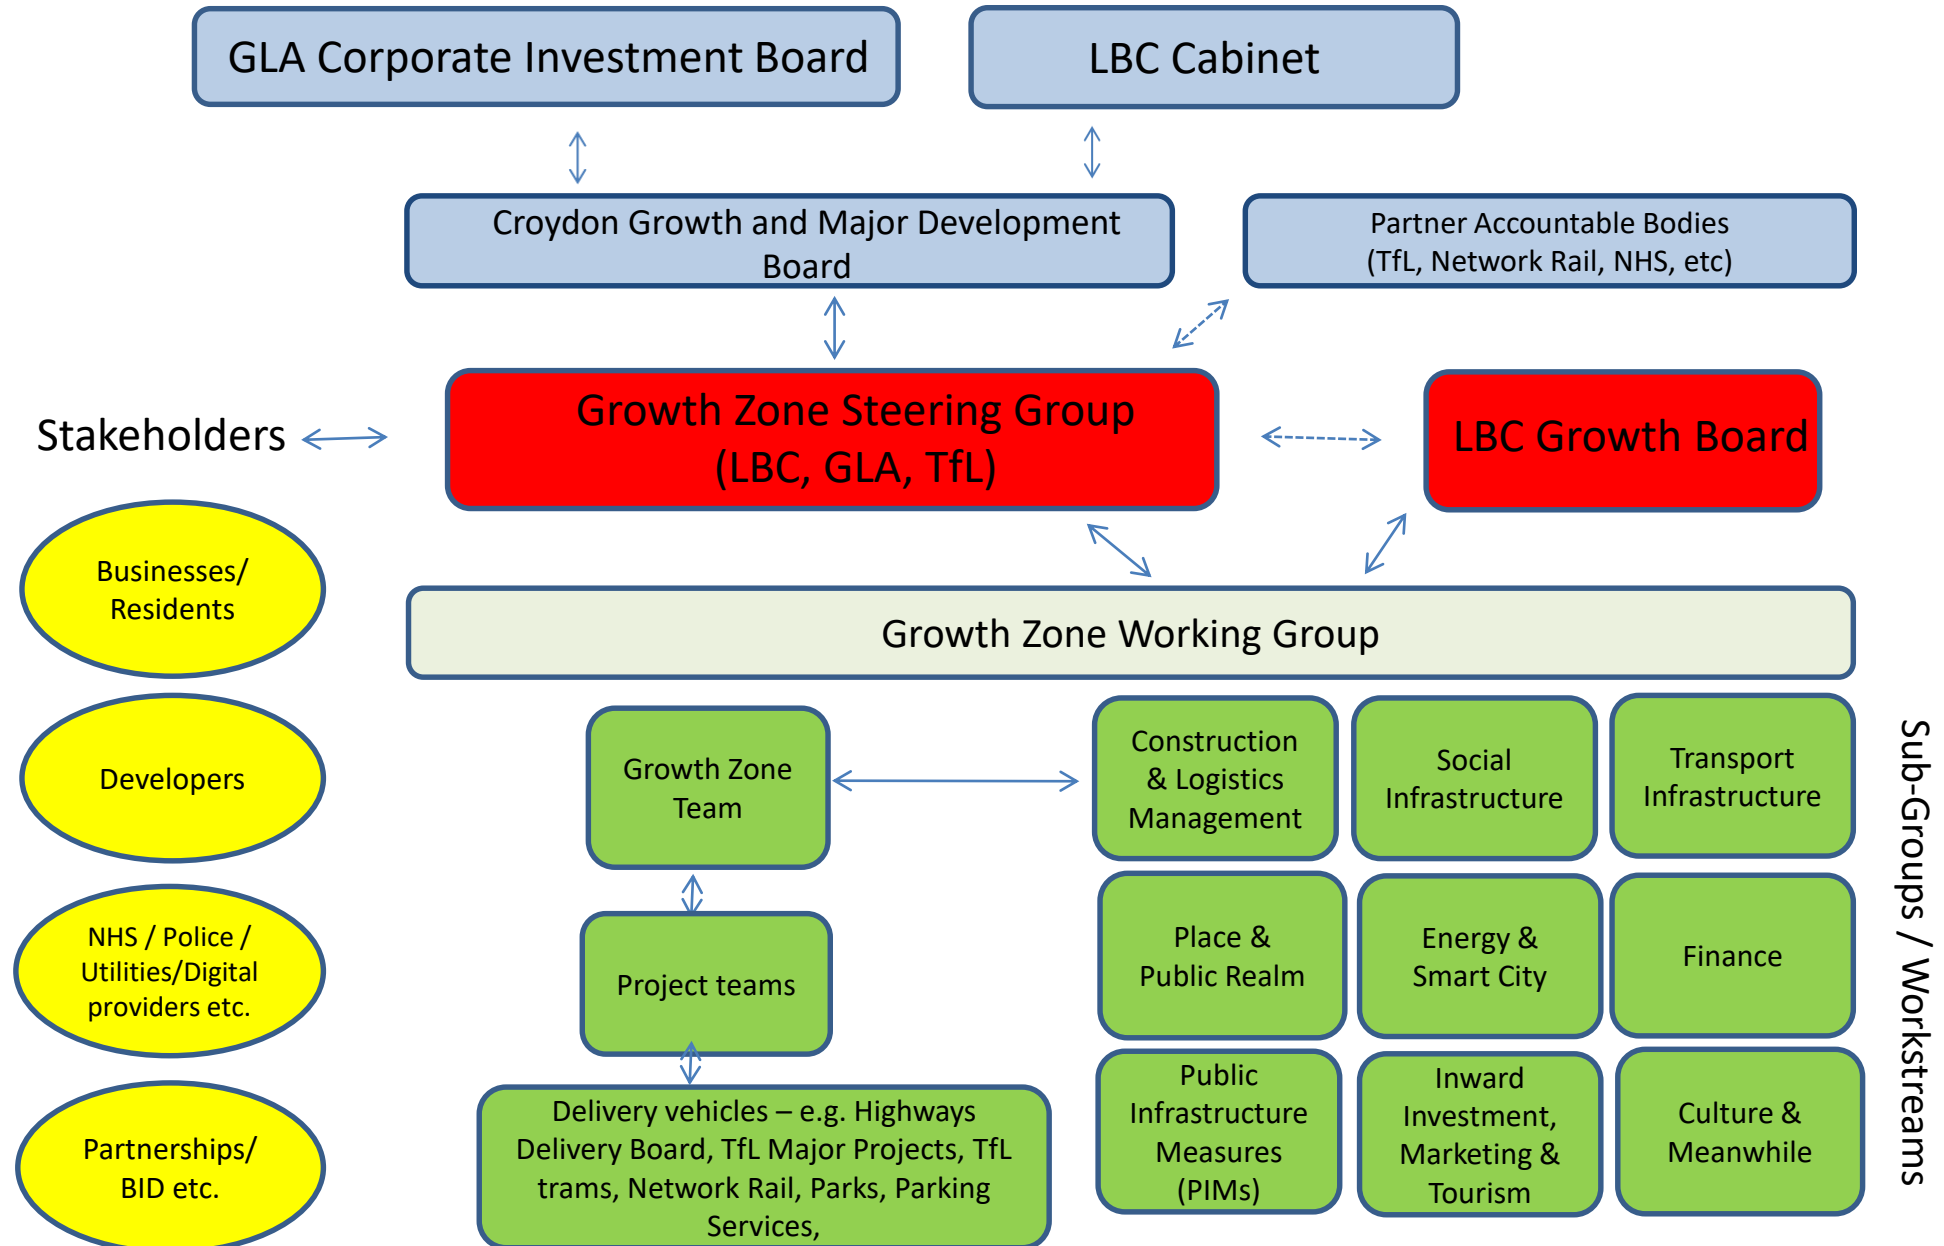 GLA Corporate Investment Board
LBC Cabinet
Croydon Growth and Major Development
Board
Partner Accountable Bodies
(TfL, Network Rail, NHS, etc)
Stakeholders
Growth Zone Steering Group
(LBC, GLA, TfL)
LBC Growth Board
Businesses/
Residents
Growth Zone Working Group
Developers
Growth Zone
Team
Construction
& Logistics
Management
Social
Infrastructure
Transport
Infrastructure
NHS / Police /
Utilities/Digital
providers etc.
Project teams
Place &
Public Realm
Energy &
Smart City
Finance
Partnerships/
BID etc.
Delivery vehicles – e.g. Highways
Delivery Board, TfL Major Projects, TfL
trams, Network Rail, Parks, Parking
Services,
Public
Infrastructure
Measures
(PIMs)
Inward
Investment,
Marketing &
Tourism
Culture &
Meanwhile
Sub-Groups / Workstreams